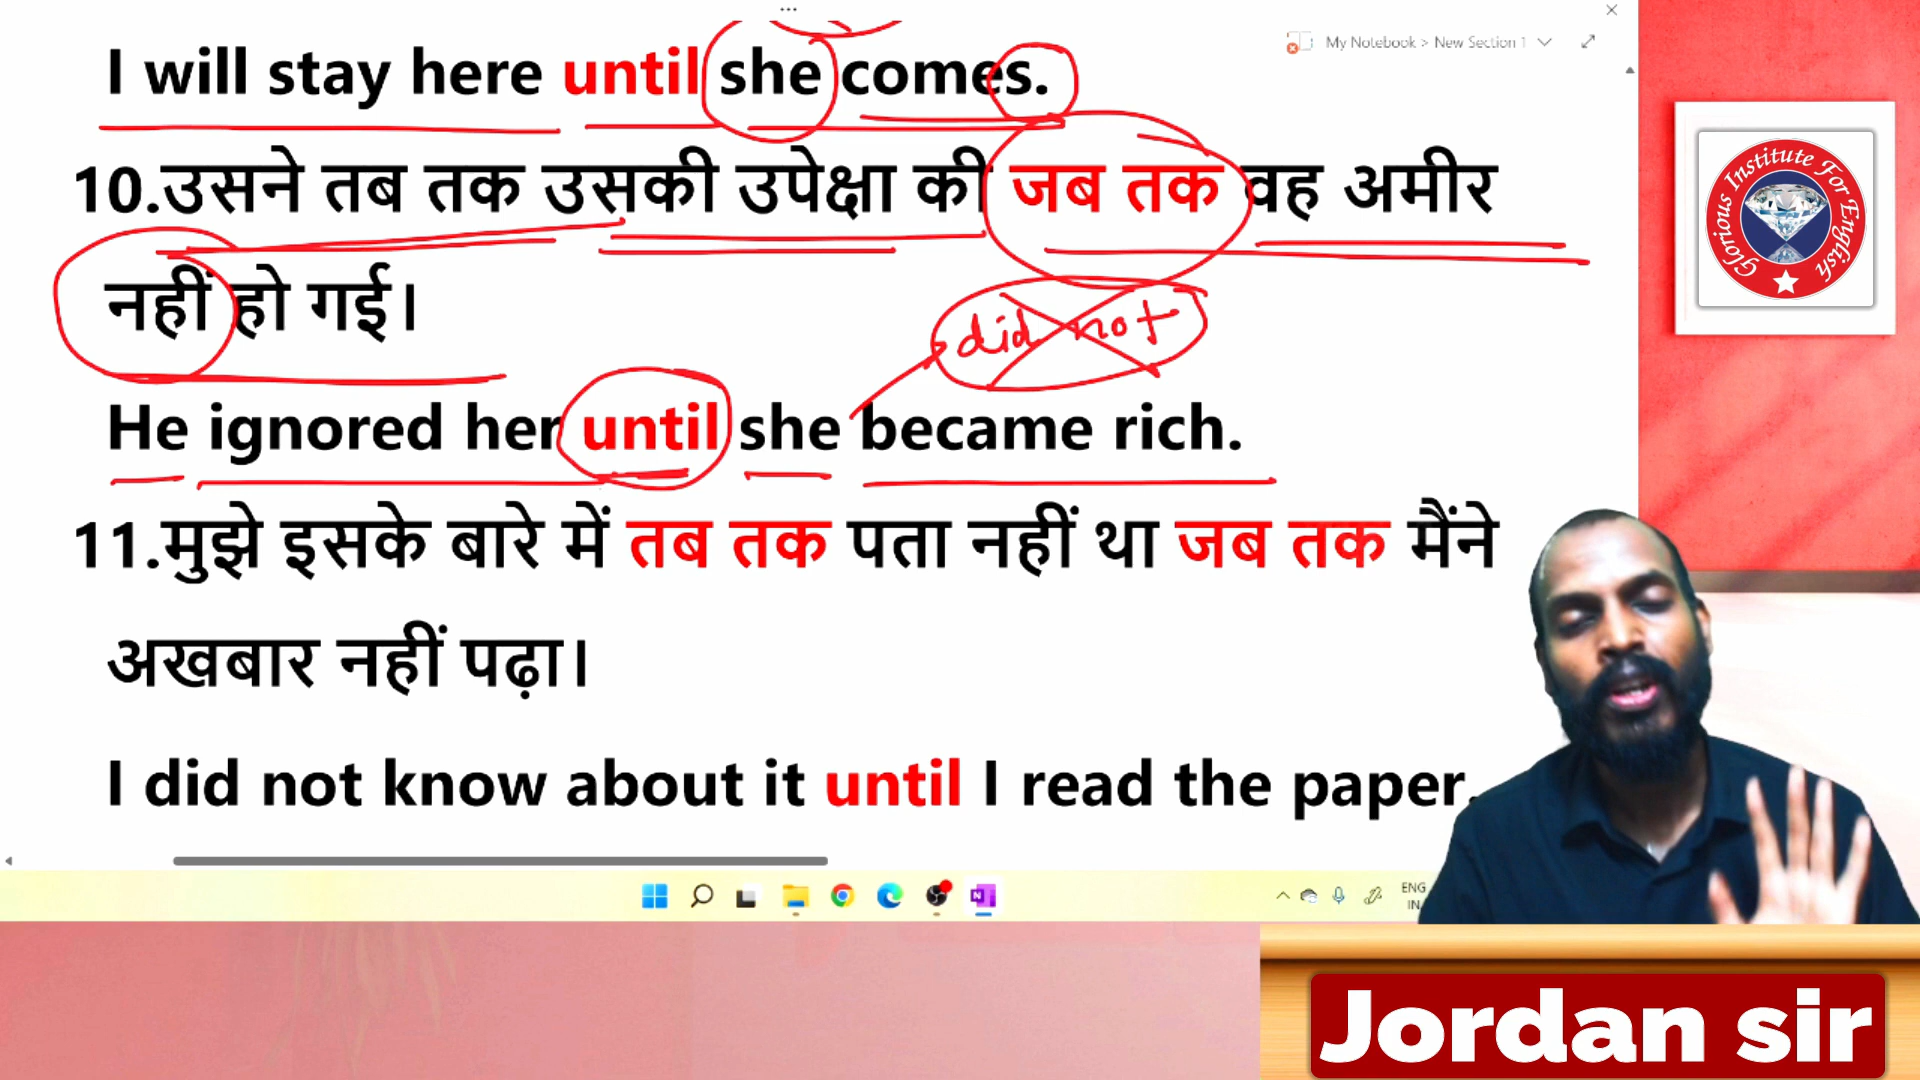 My Notebook > New Section 1
I will stay here until she comes.
10.उसने तब तक उसकी उपेक्षा की जब तक वह अमीर
नहीं हो गई।
did not
He ignored her until she became rich.
11.मुझे इसके बारे में तब तक पता नहीं था जब तक मैंने
अखबार नहीं पढ़ा।
I did not know about it until I read the paper.
Glorious Institute For English
ENG
IN
Jordan sir